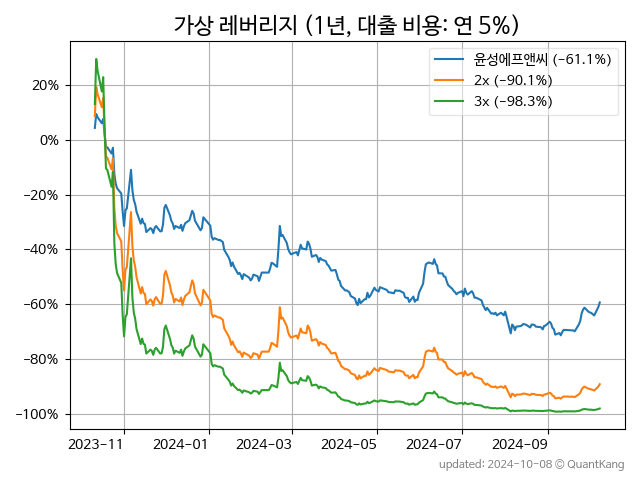 가상 레버리지 (1년, 대출 비용: 연 5%)
윤성에프앤씨 (−61.1%)
2x (−90.1%)
3x (−98.3%)
20%
0%
−20%
−40%
−60%
−80%
−100%
2023-11 2024-01 2024-03 2024-05 2024-07 2024-09
updated: 2024-10-08 © QuantKang